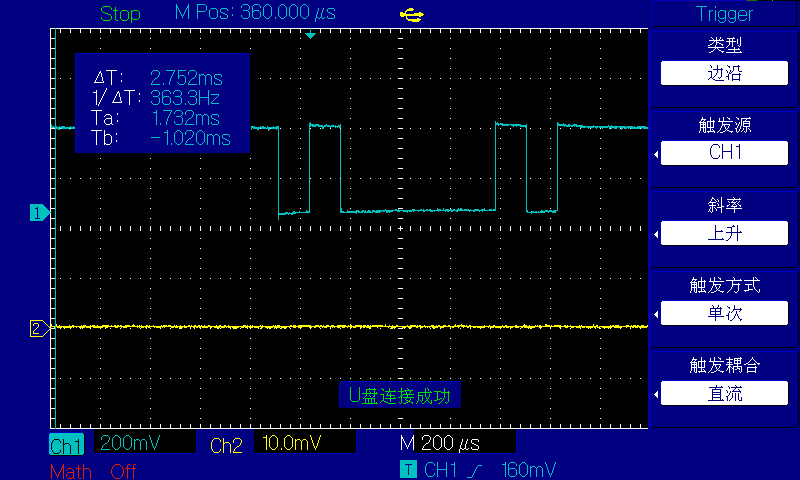 Stop M Pos: 360.000 μs Trigger
类型
边沿
ΔT: 2.752ms
1/ΔT: 363.3Hz
Ta: 1.732ms
Tb: -1.020ms
触发源
CH1
1
斜率
上升
触发方式
单次
2
触发耦合
直流
U盘连接成功
Ch1 200mV Ch2 10.0mV M 200 μs
Math Off T CH1 160mV